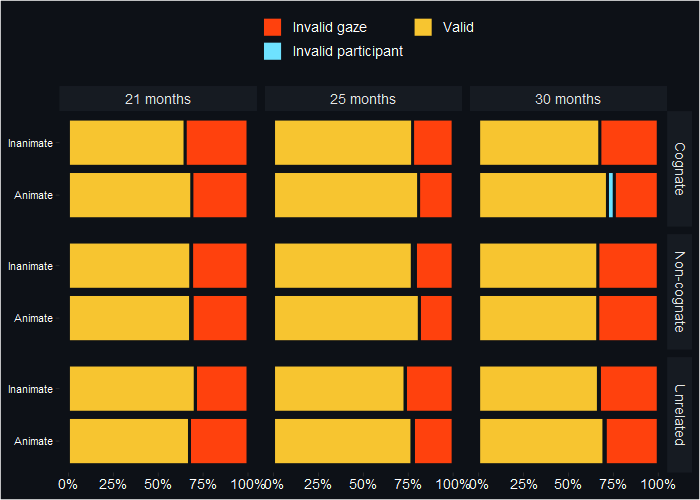 Invalid gaze
Valid
Invalid participant
21 months
25 months
30 months
Inanimate
Animate
Cognate
Inanimate
Animate
Non-cognate
Inanimate
Animate
Unrelated
0% 25% 50% 75% 100% 0% 25% 50% 75% 100% 0% 25% 50% 75% 100%